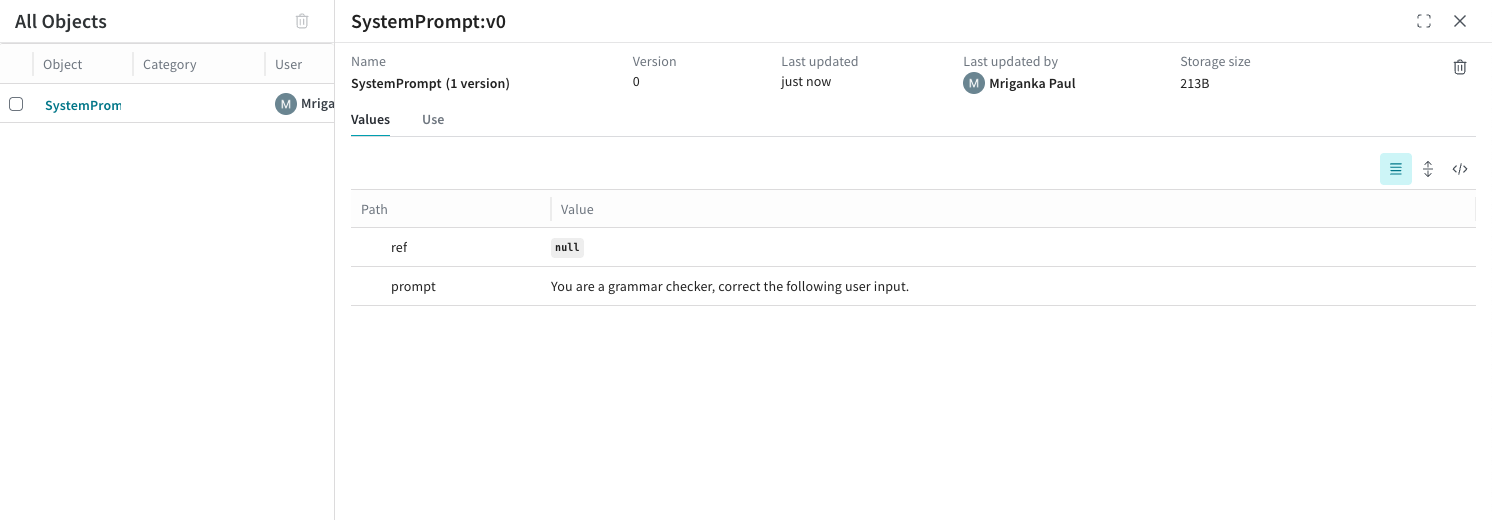 All Objects
Object Category User
SystemProm M Mriga
SystemPrompt:v0
Name Version Last updated Last updated by Storage size
SystemPrompt (1 version) 0 just now M Mriganka Paul 213B
Values Use
Path Value
ref null
prompt You are a grammar checker, correct the following user input.